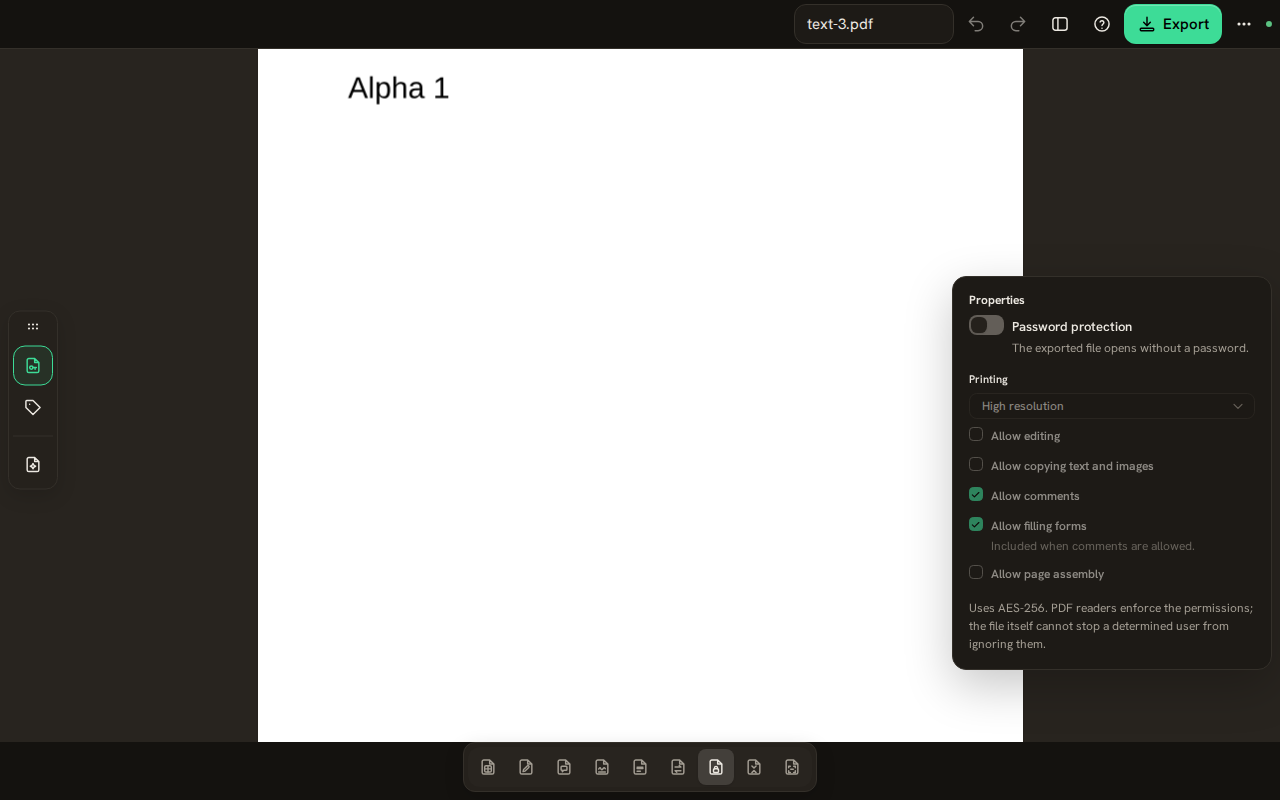 text-3.pdf
Export
Alpha 1
Properties
Password protection
The exported file opens without a password.
Printing
High resolution
Allow editing
Allow copying text and images
Allow comments
Allow filling forms
Included when comments are allowed.
Allow page assembly
Uses AES-256. PDF readers enforce the permissions;
the file itself cannot stop a determined user from
ignoring them.